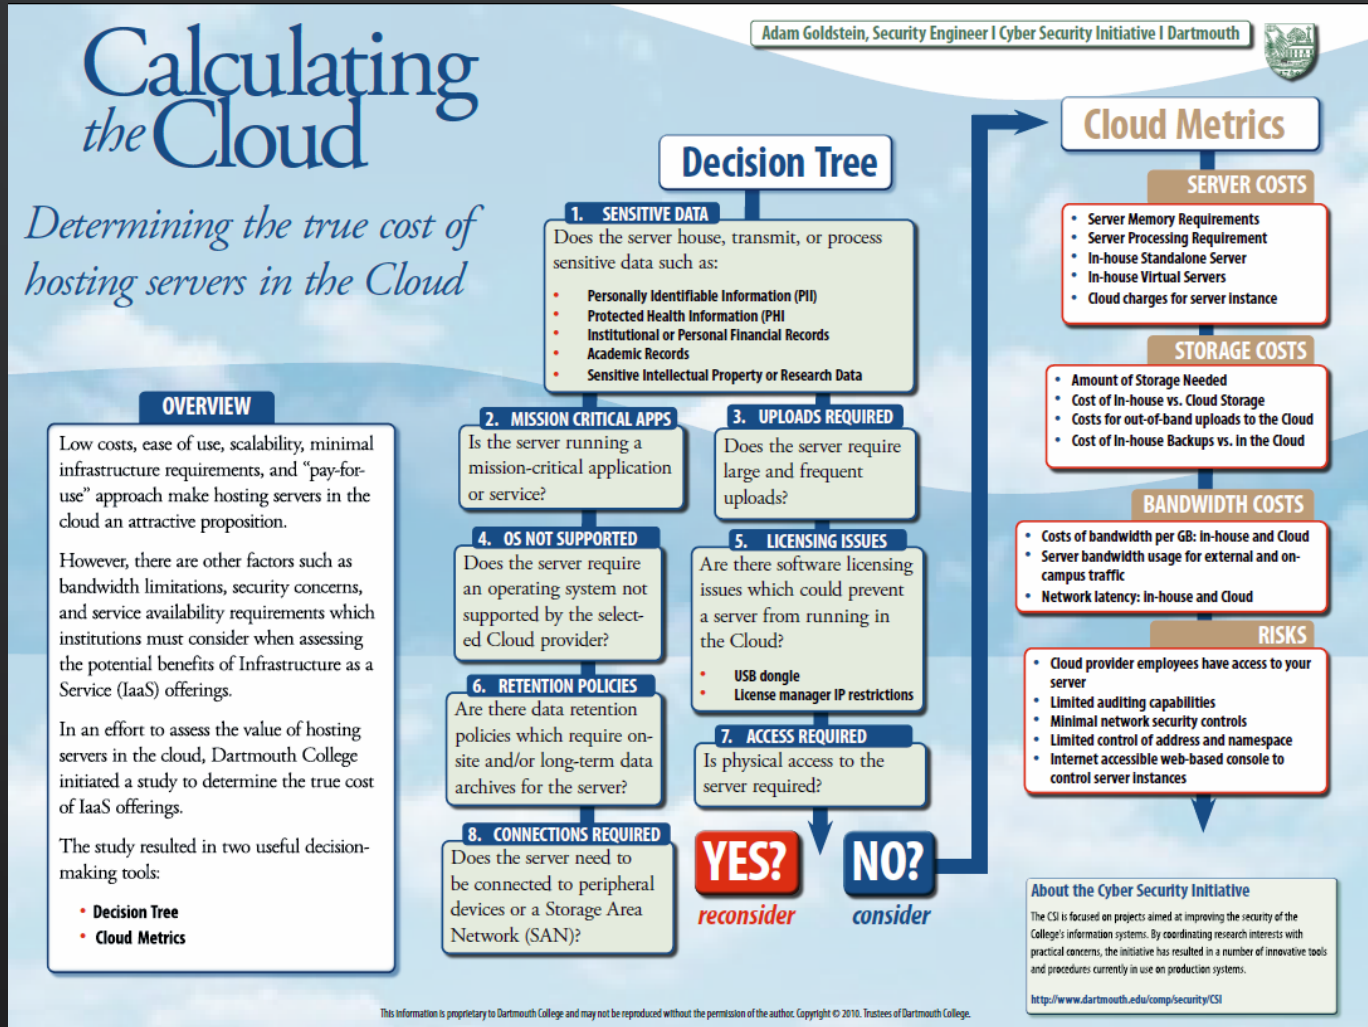 Calculating
the Cloud
Determining the true cost of
hosting servers in the Cloud
Adam Goldstein, Security Engineer I Cyber Security Initiative I Dartmouth
OVERVIEW
Low costs, ease of use, scalability, minimal
infrastructure requirements, and “pay-for-
use” approach make hosting servers in the
cloud an attractive proposition.
However, there are other factors such as
bandwidth limitations, security concerns,
and service availability requirements which
institutions must consider when assessing
the potential benefits of Infrastructure as a
Service (IaaS) offerings.
In an effort to assess the value of hosting
servers in the cloud, Dartmouth College
initiated a study to determine the true cost
of IaaS offerings.
The study resulted in two useful decision-
making tools:
• Decision Tree
• Cloud Metrics
Decision Tree
1. SENSITIVE DATA
Does the server house, transmit, or process
sensitive data such as:
• Personally Identifiable Information (PII)
• Protected Health Information (PHI
• Institutional or Personal Financial Records
• Academic Records
• Sensitive Intellectual Property or Research Data
2. MISSION CRITICAL APPS
Is the server running a
mission-critical application
or service?
3. UPLOADS REQUIRED
Does the server require
large and frequent
uploads?
4. OS NOT SUPPORTED
Does the server require
an operating system not
supported by the select-
ed Cloud provider?
5. LICENSING ISSUES
Are there software licensing
issues which could prevent
a server from running in
the Cloud?
• USB dongle
• License manager IP restrictions
6. RETENTION POLICIES
Are there data retention
policies which require on-
site and/or long-term data
archives for the server?
7. ACCESS REQUIRED
Is physical access to the
server required?
8. CONNECTIONS REQUIRED
Does the server need to
be connected to peripheral
devices or a Storage Area
Network (SAN)?
YES?
reconsider
NO?
consider
Cloud Metrics
SERVER COSTS
• Server Memory Requirements
• Server Processing Requirement
• In-house Standalone Server
• In-house Virtual Servers
• Cloud charges for server instance
STORAGE COSTS
• Amount of Storage Needed
• Cost of In-house vs. Cloud Storage
• Costs for out-of-band uploads to the Cloud
• Cost of In-house Backups vs. in the Cloud
BANDWIDTH COSTS
• Costs of bandwidth per GB: in-house and Cloud
• Server bandwidth usage for external and on-
campus traffic
• Network latency: in-house and Cloud
RISKS
• Cloud provider employees have access to your
server
• Limited auditing capabilities
• Minimal network security controls
• Limited control of address and namespace
• Internet accessible web-based console to
control server instances
About the Cyber Security Initiative
The CSI is focused on projects aimed at improving the security of the
College's information systems. By coordinating research interests with
practical concerns, the initiative has resulted in a number of innovative tools
and procedures currently in use on production systems.
http://www.dartmouth.edu/comp/security/CSI
This information is proprietary to Dartmouth College and may not be reproduced without the permission of the author. Copyright © 2010. Trustees of Dartmouth College.